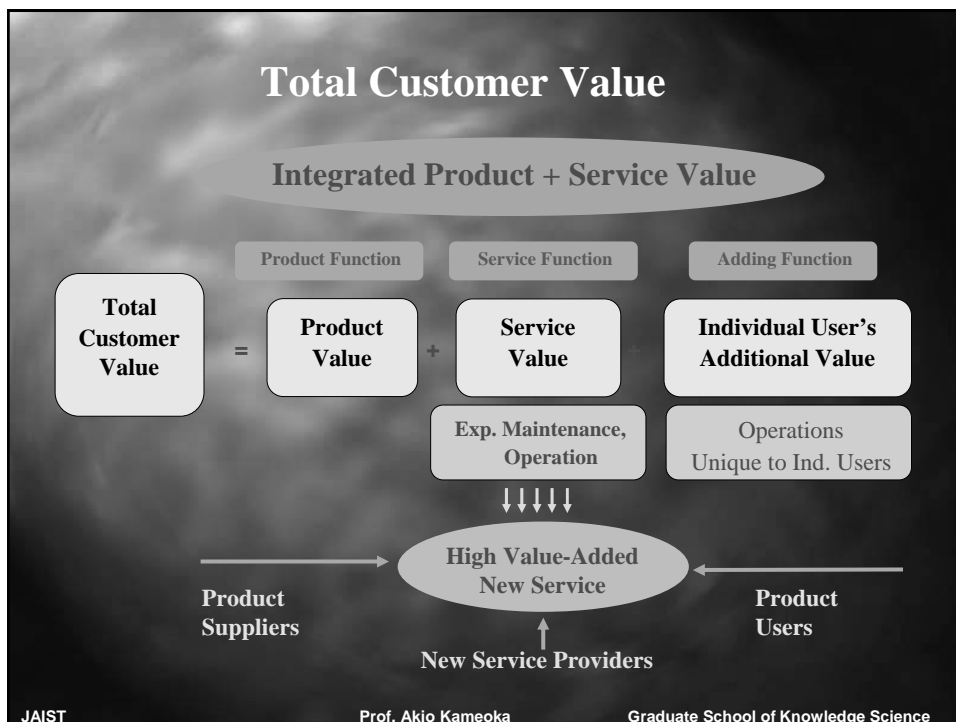 Total Customer Value
Integrated Product + Service Value
Product Function
Service Function
Adding Function
Total
Customer
Value
=
Product
Value
+
Service
Value
+
Individual User’s
Additional Value
Exp. Maintenance,
Operation
Operations
Unique to Ind. Users
High Value-Added
New Service
Product
Suppliers
Product
Users
New Service Providers
JAIST
Prof. Akio Kameoka
Graduate School of Knowledge Science